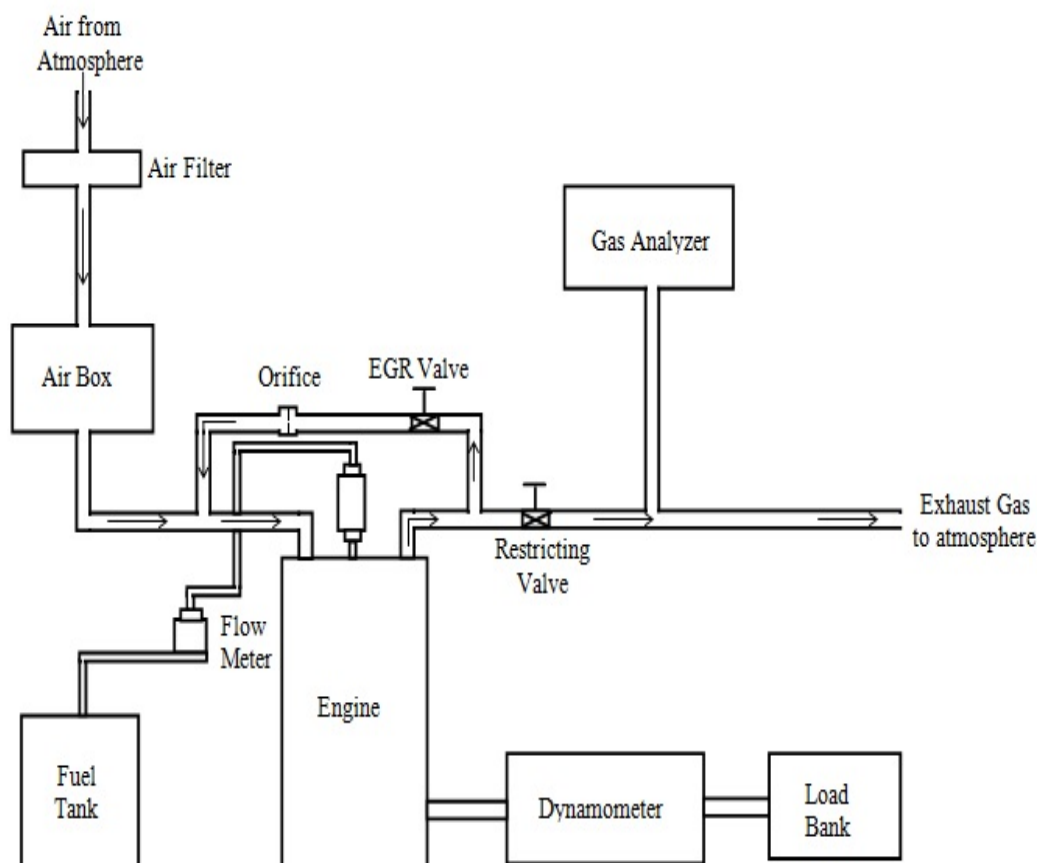 Air from
Atmosphere
Air Filter
Gas Analyzer
Air Box
Orifice
EGR Valve
Exhaust Gas
to atmosphere
Restricting
Valve
Flow
Meter
Engine
Fuel
Tank
Dynamometer
Load
Bank